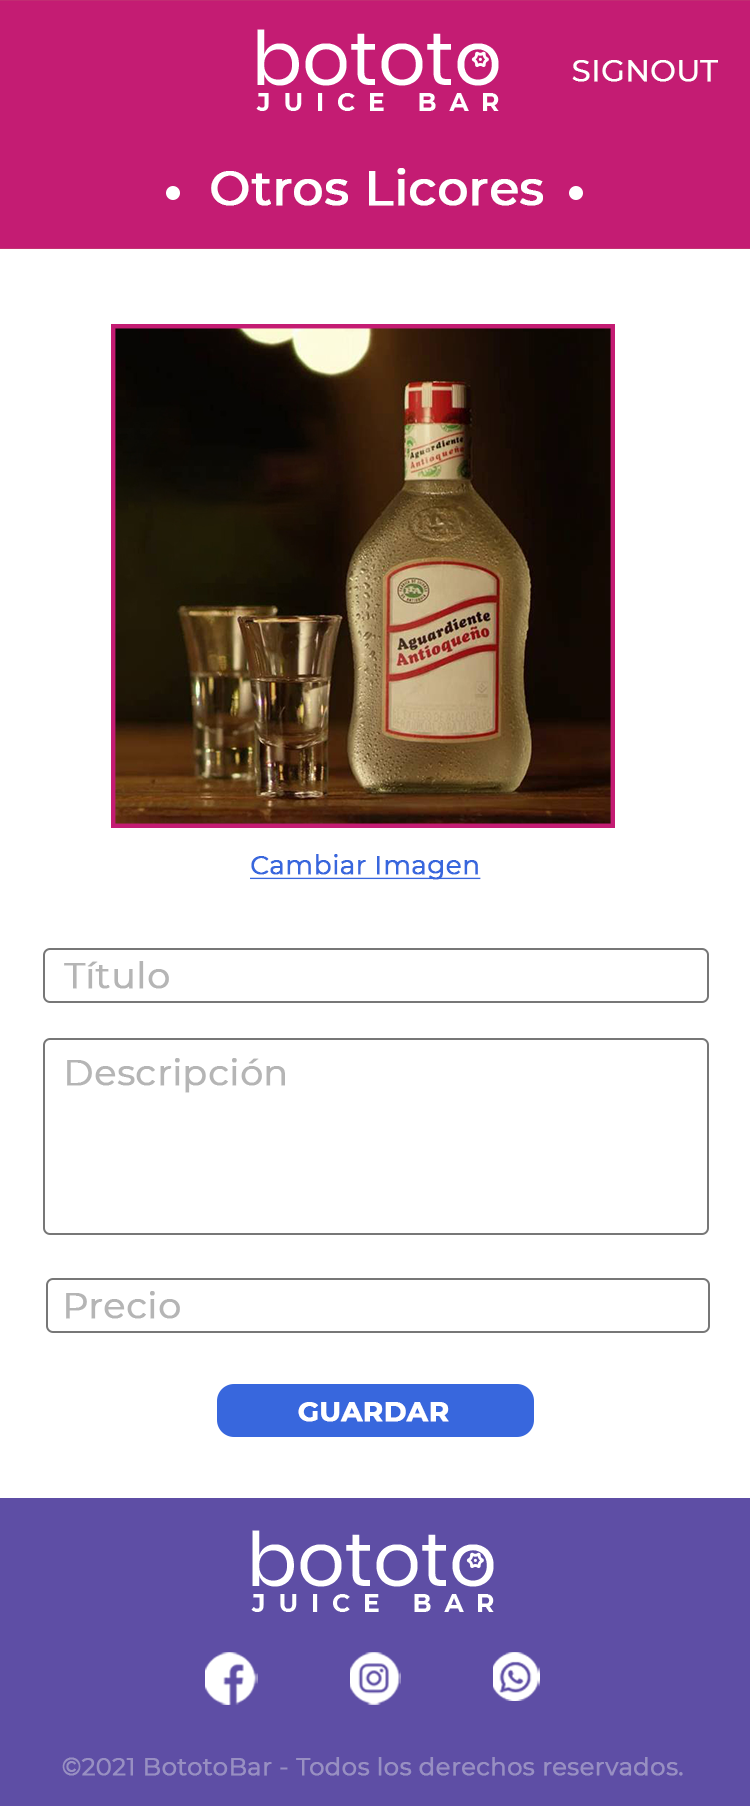 bototo
JUICE BAR
SIGNOUT
• Otros Licores •
Aguardiente
Antioqueño
Aguardiente
Antioqueño
Cambiar Imagen
Título
Descripción
Precio
GUARDAR
bototo
JUICE BAR
©2021 BototoBar - Todos los derechos reservados.